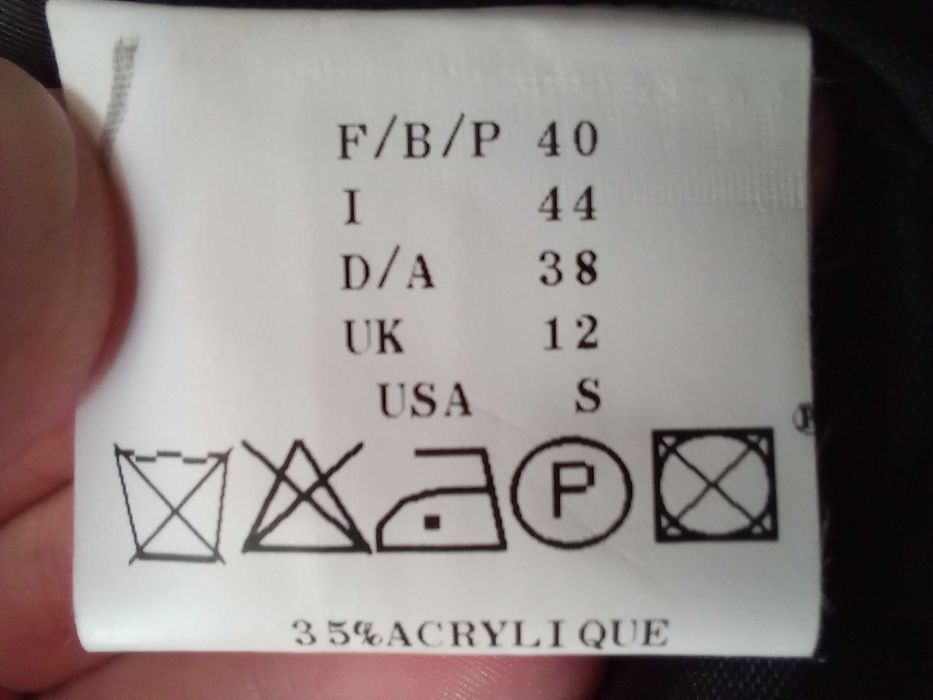 F/B/P 40
I 44
D/A 38
UK 12
USA S
®
P
35%ACRYLIQUE